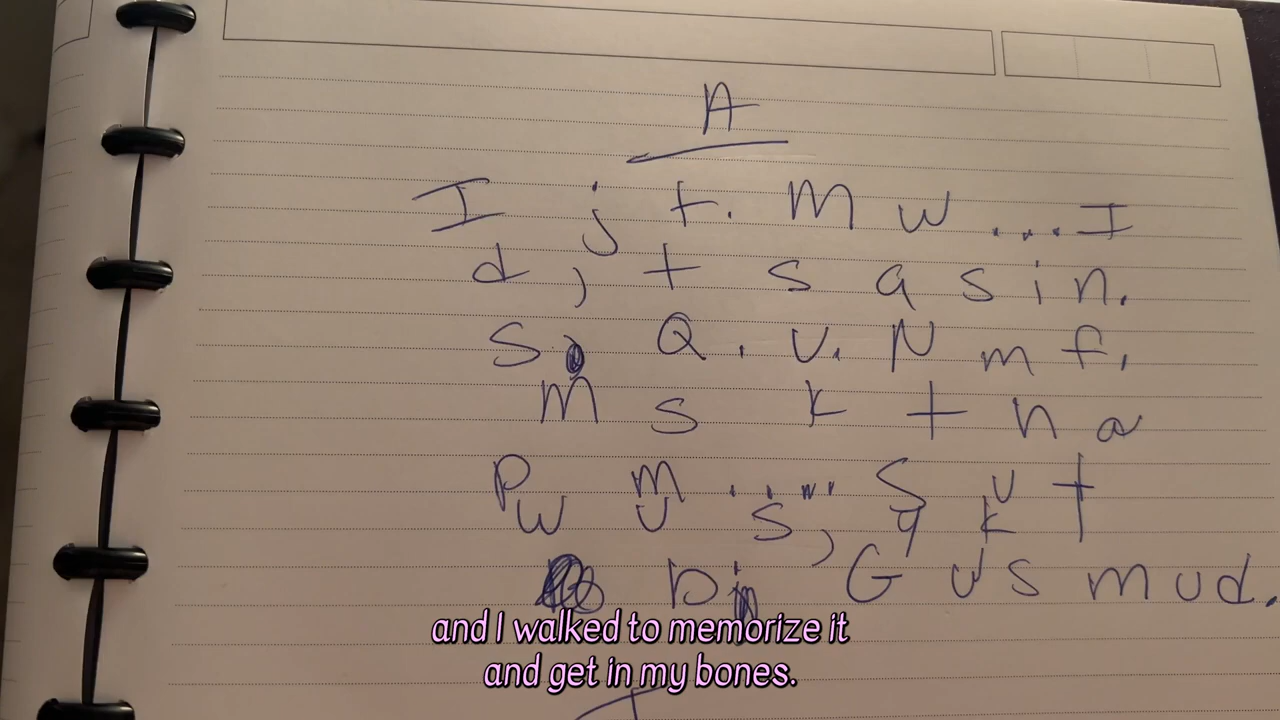 A
I j t. M w ... I
d, t s a s i n.
S, Q. v. N m f.
M s k t n a
P m ... " S v t
w u s, q k t
b i, G w s m u d.
and I walked to memorize it
and get in my bones.